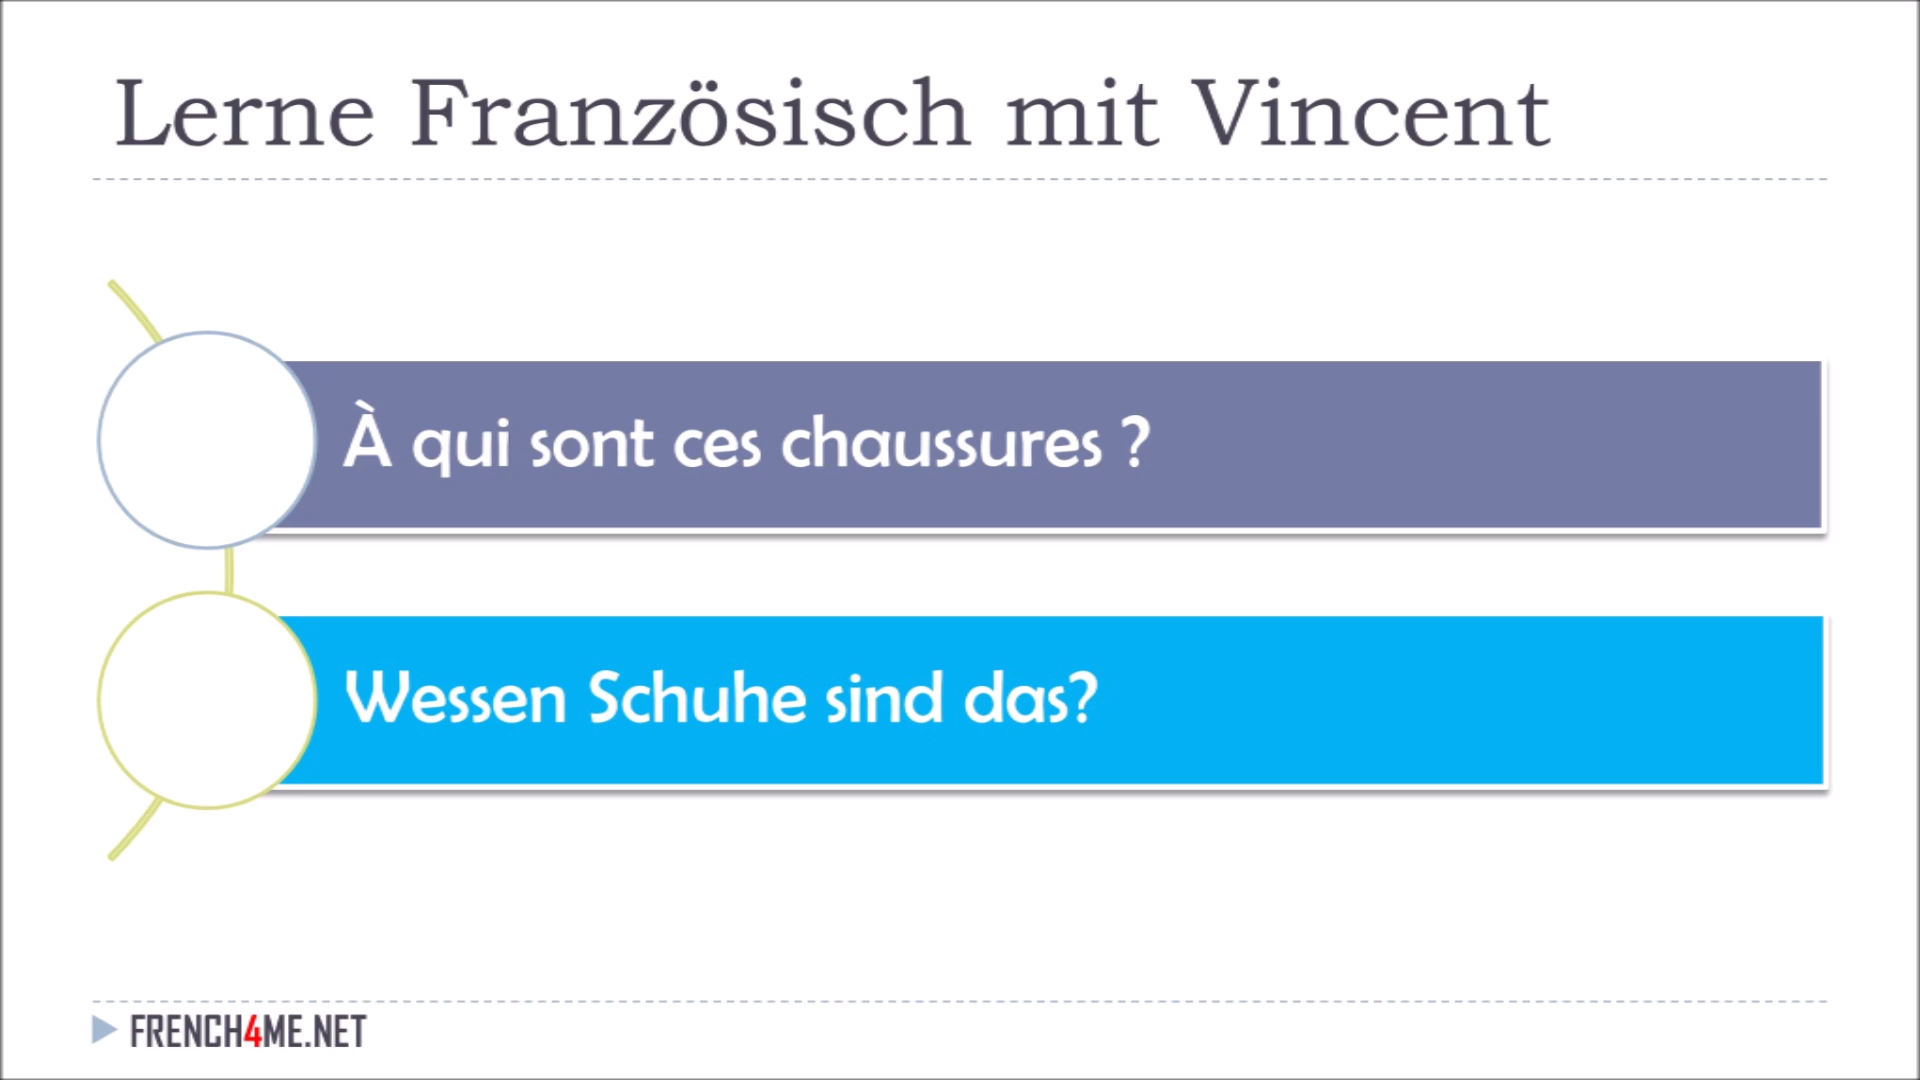 Lerne Französisch mit Vincent
À qui sont ces chaussures ?
Wessen Schuhe sind das?
FRENCH4ME.NET